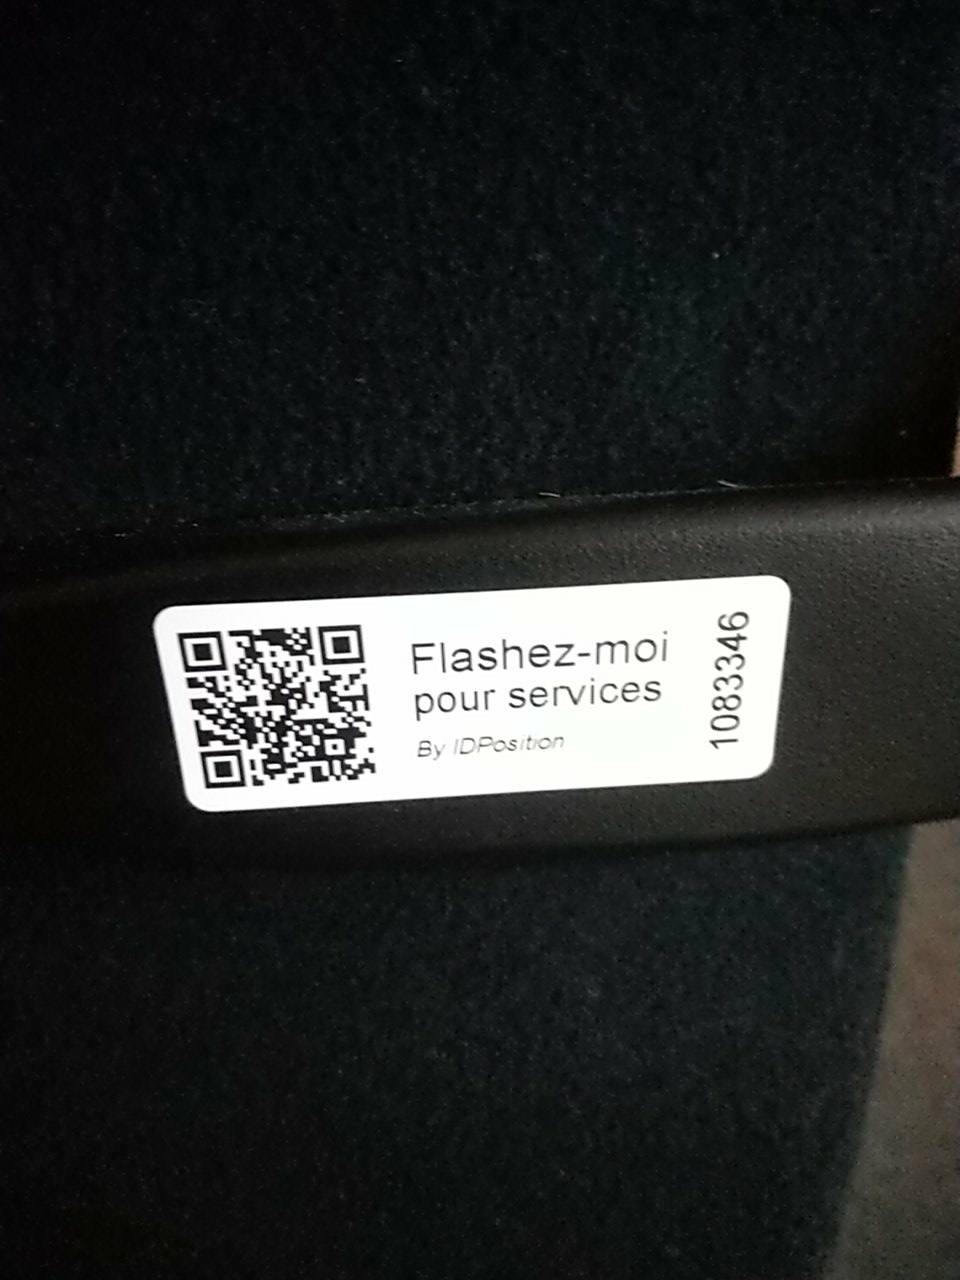 Flashez-moi
pour services
By IDPosition
1083346